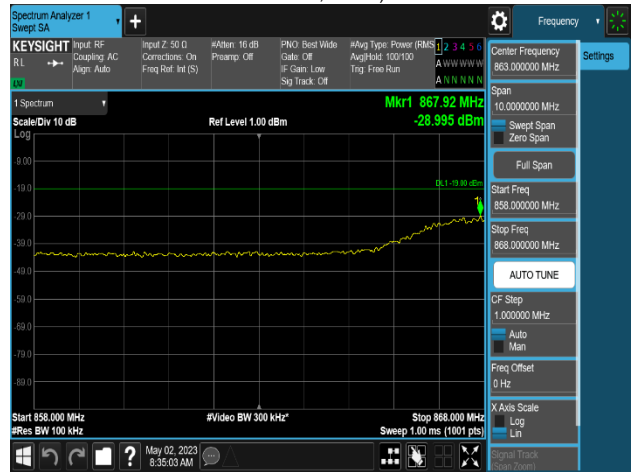 Spectrum Analyzer 1
Swept SA
Frequency
KEYSIGHT
RL
Input: RF
Coupling: AC
Align: Auto
Input Z: 50 Ω
Corrections: On
Freq Ref: Int (S)
#Atten: 16 dB
Preamp: Off
PNO: Best Wide
Gate: Off
IF Gain: Low
Sig Track: Off
#Avg Type: Power (RMS
Avg|Hold: 100/100
Trig: Free Run
1 2 3 4 5 6
A W W W W W
A N N N N N
1 Spectrum
Scale/Div 10 dB
Ref Level 1.00 dBm
Mkr1 867.92 MHz
-28.995 dBm
Log
-9.00
-19.0
-29.0
-39.0
-49.0
-59.0
-69.0
-79.0
-89.0
DL1 -19.00 dBm
1
Start 858.000 MHz
#Res BW 100 kHz
#Video BW 300 kHz*
Stop 868.000 MHz
Sweep 1.00 ms (1001 pts)
May 02, 2023
8:35:03 AM
Center Frequency
863.000000 MHz
Settings
Span
10.0000000 MHz
Swept Span
Zero Span
Full Span
Start Freq
858.000000 MHz
Stop Freq
868.000000 MHz
AUTO TUNE
CF Step
1.000000 MHz
Auto
Man
Freq Offset
0 Hz
X Axis Scale
Log
Lin
Signal Track
(Span Zoom)